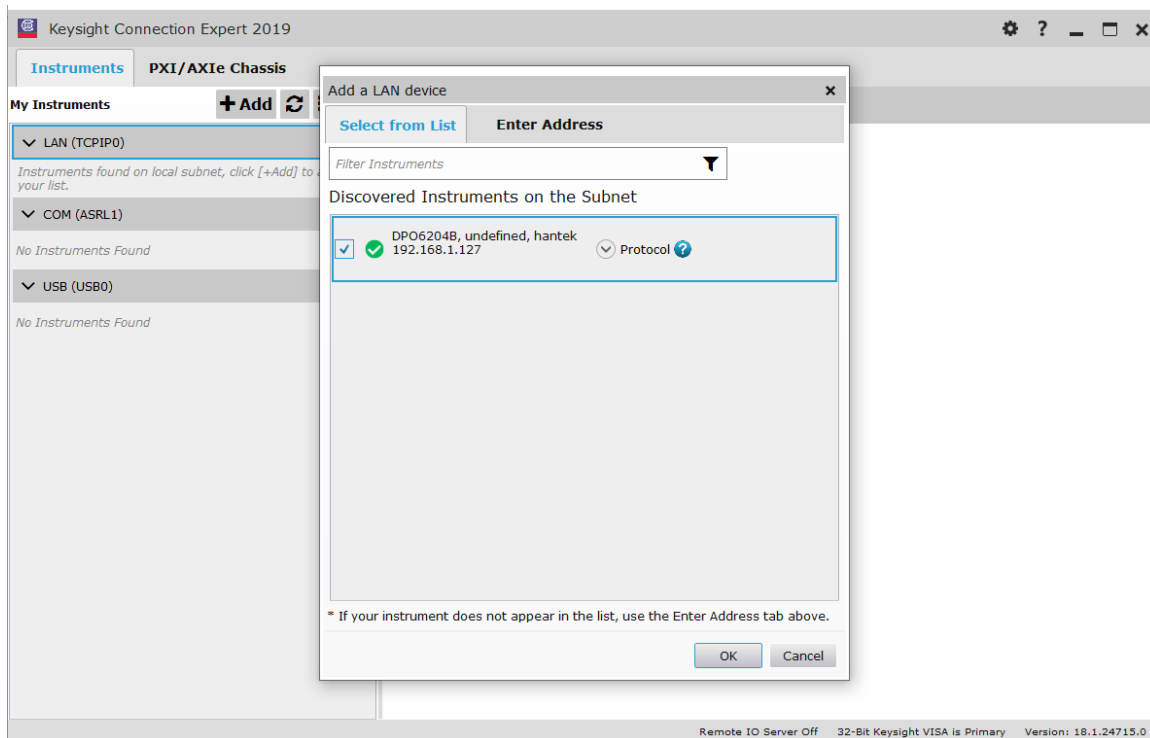 Keysight Connection Expert 2019
?
Instruments PXI/AXIe Chassis
My Instruments
Add
LAN (TCPIP0)
Instruments found on local subnet, click [+Add] to
your list.
COM (ASRL1)
No Instruments Found
USB (USB0)
No Instruments Found
Add a LAN device
Select from List Enter Address
Filter Instruments
Discovered Instruments on the Subnet
DPO6204B, undefined, hantek
192.168.1.127
Protocol ?
* If your instrument does not appear in the list, use the Enter Address tab above.
OK Cancel
Remote IO Server Off 32-Bit Keysight VISA is Primary Version: 18.1.24715.0